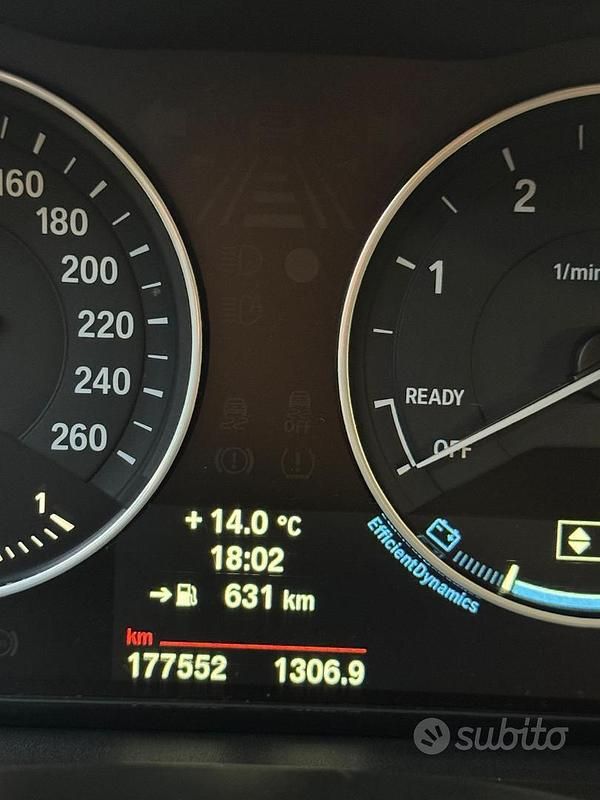 160
180
200
220
240
260
1
2
1
1/min
READY
OFF
OFF
EfficientDynamics
+ 14.0 °C
18:02
631 km
km
177552 1306.9
subito